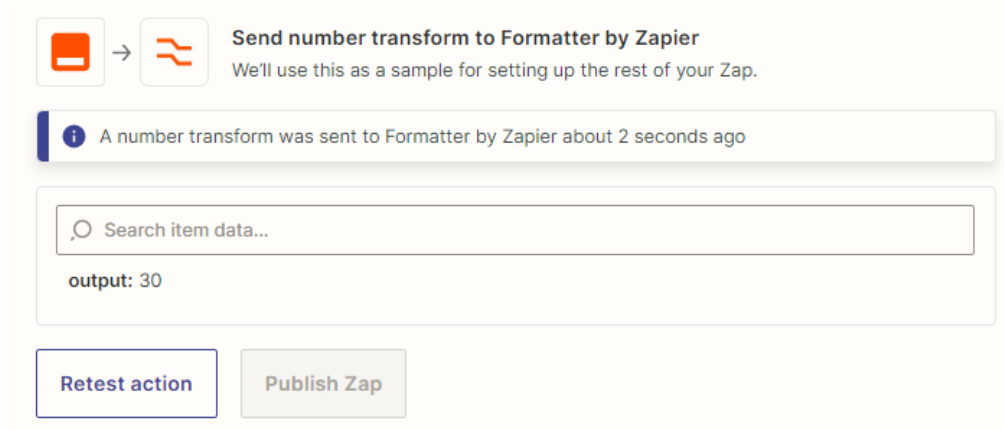 Send number transform to Formatter by Zapier
We'll use this as a sample for setting up the rest of your Zap.
A number transform was sent to Formatter by Zapier about 2 seconds ago
Search item data...
output: 30
Retest action
Publish Zap